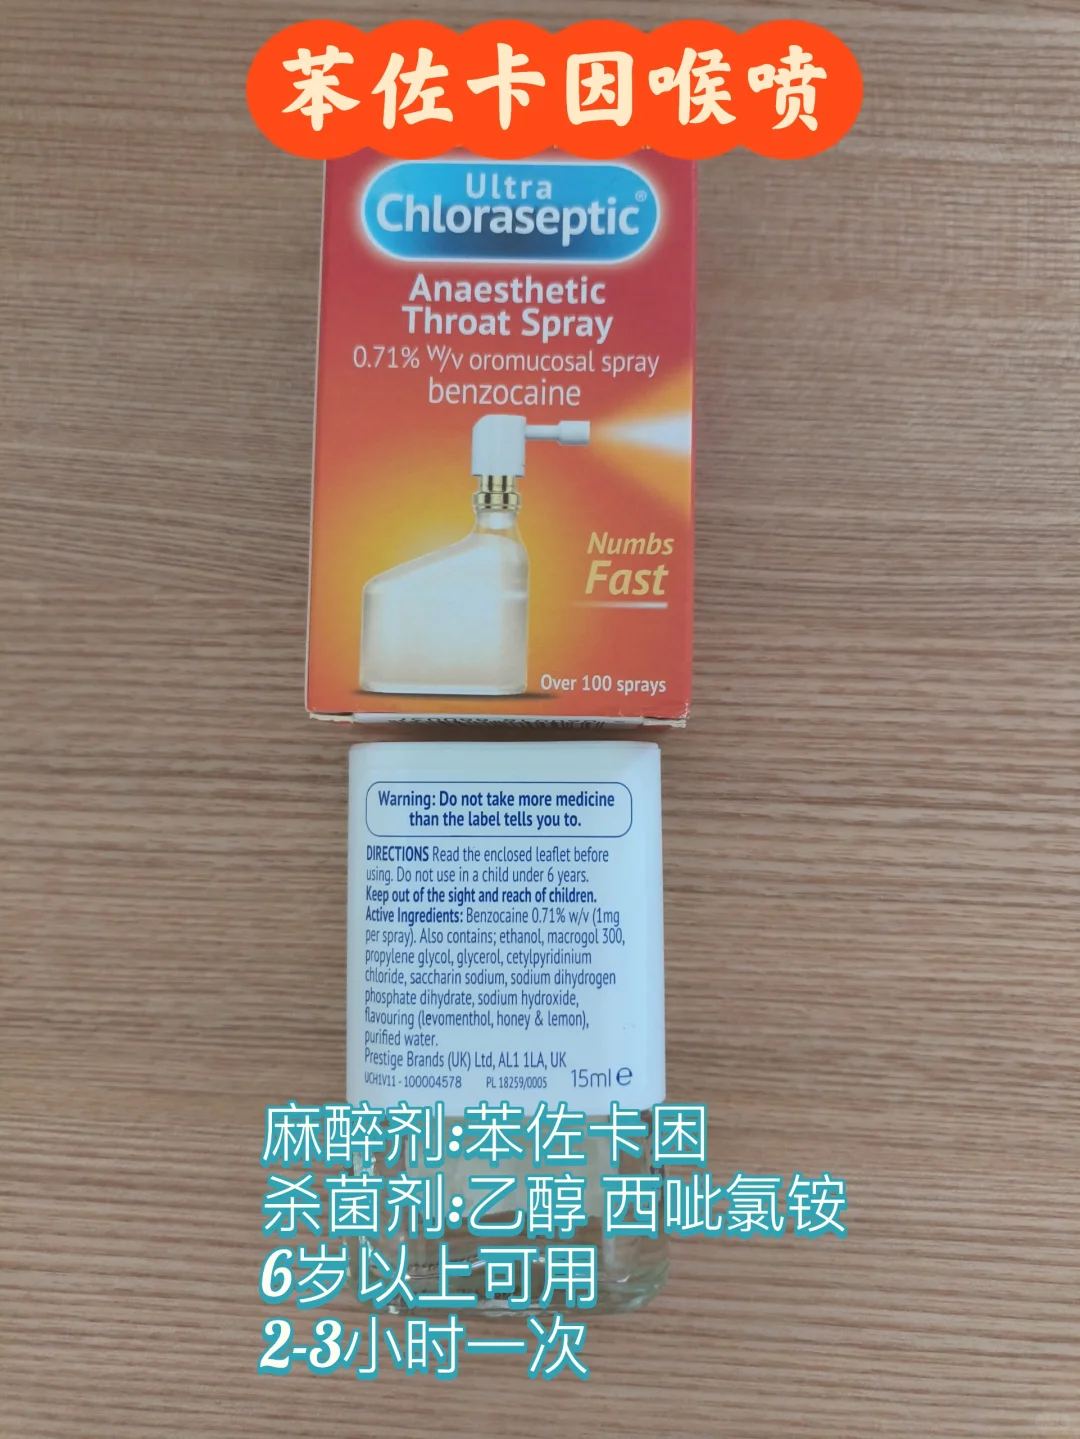 苯佐卡因喉喷
Ultra
Chloraseptic®
Anaesthetic
Throat Spray
0.71% w/v oromucosal spray
benzocaine
Numbs
Fast
Over 100 sprays
Warning: Do not take more medicine
than the label tells you to.
DIRECTIONS Read the enclosed leaflet before
using. Do not use in a child under 6 years.
Keep out of the sight and reach of children.
Active Ingredients: Benzocaine 0.71% w/v (1mg
per spray). Also contains; ethanol, macrogol 300,
propylene glycol, glycerol, cetylpyridinium
chloride, saccharin sodium, sodium dihydrogen
phosphate dihydrate, sodium hydroxide,
flavouring (levomenthol, honey & lemon),
purified water.
Prestige Brands (UK) Ltd, AL1 1LA, UK
UCH1V11 - 100004578 PL 18259/0005 15ml e
麻醉剂:苯佐卡困
杀菌剂:乙醇 西呲氯铵
6岁以上可用
2-3小时一次